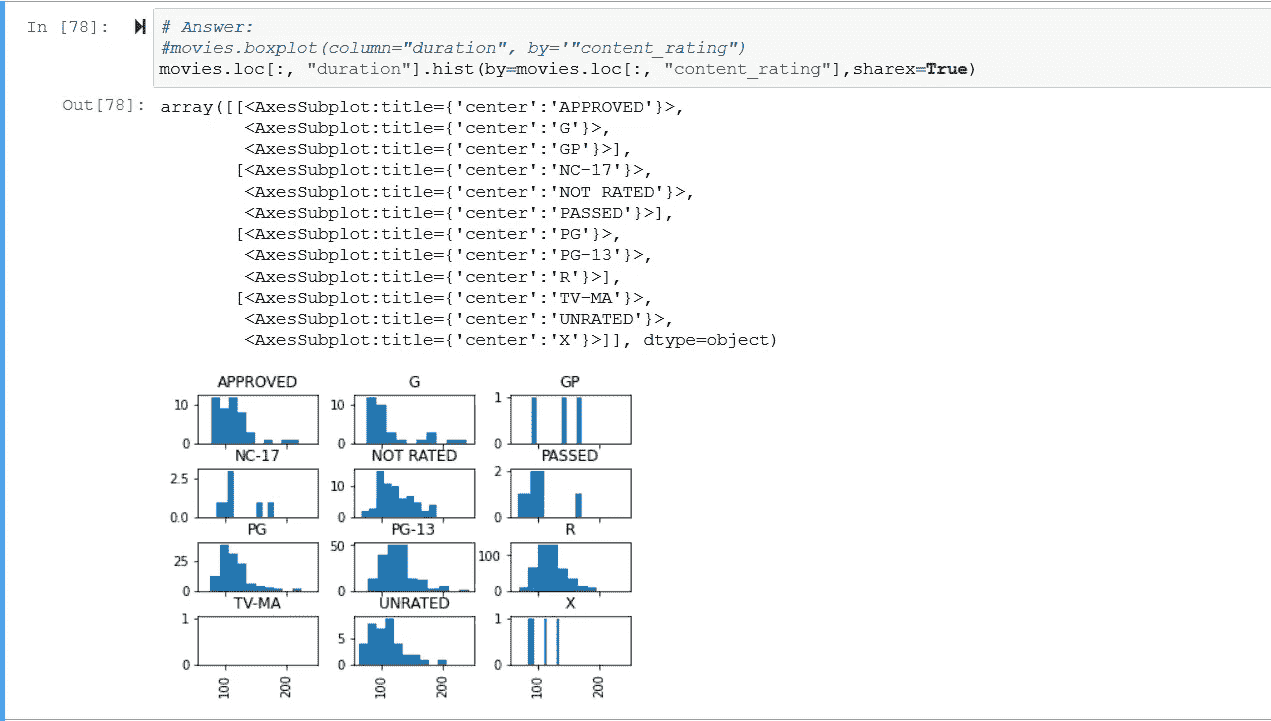 In [78]:
# Answer:
#movies.boxplot(column="duration", by='"content_rating")
movies.loc[:, "duration"].hist(by=movies.loc[:, "content_rating"],sharex=True)
Out[78]: array([[<AxesSubplot:title={'center':'APPROVED'}>,
<AxesSubplot:title={'center':'G'}>,
<AxesSubplot:title={'center':'GP'}>],
[<AxesSubplot:title={'center':'NC-17'}>,
<AxesSubplot:title={'center':'NOT RATED'}>,
<AxesSubplot:title={'center':'PASSED'}>],
[<AxesSubplot:title={'center':'PG'}>,
<AxesSubplot:title={'center':'PG-13'}>,
<AxesSubplot:title={'center':'R'}>],
[<AxesSubplot:title={'center':'TV-MA'}>,
<AxesSubplot:title={'center':'UNRATED'}>,
<AxesSubplot:title={'center':'X'}>]], dtype=object)
APPROVED G GP
10 10 1
0 0 0
NC-17 NOT RATED PASSED
2.5 10 2
0.0 0 0
PG PG-13 R
25 50 100
0 0 0
TV-MA UNRATED X
1 5 1
0 0 0
100 200 100 200 100 200